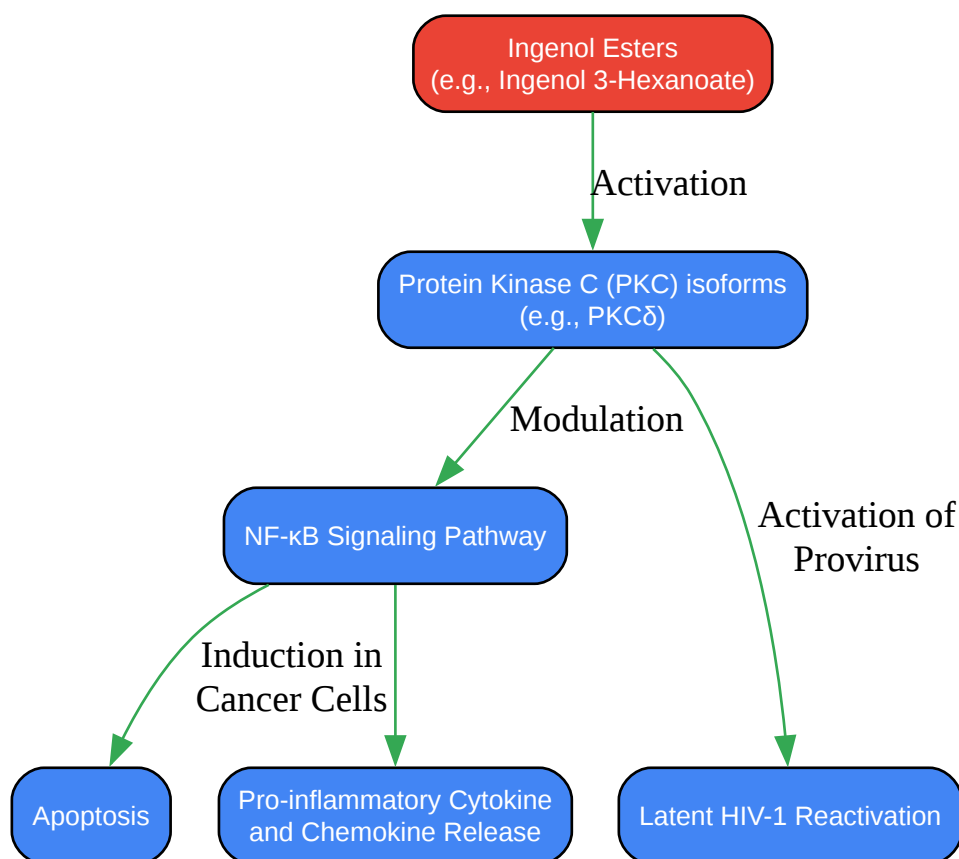 Ingenol Esters
(e.g., Ingenol 3-Hexanoate)
Activation
Protein Kinase C (PKC) isoforms
(e.g., PKCδ)
Modulation
Activation of
Provirus
NF-κB Signaling Pathway
Induction in
Cancer Cells
Apoptosis
Pro-inflammatory Cytokine
and Chemokine Release
Latent HIV-1 Reactivation